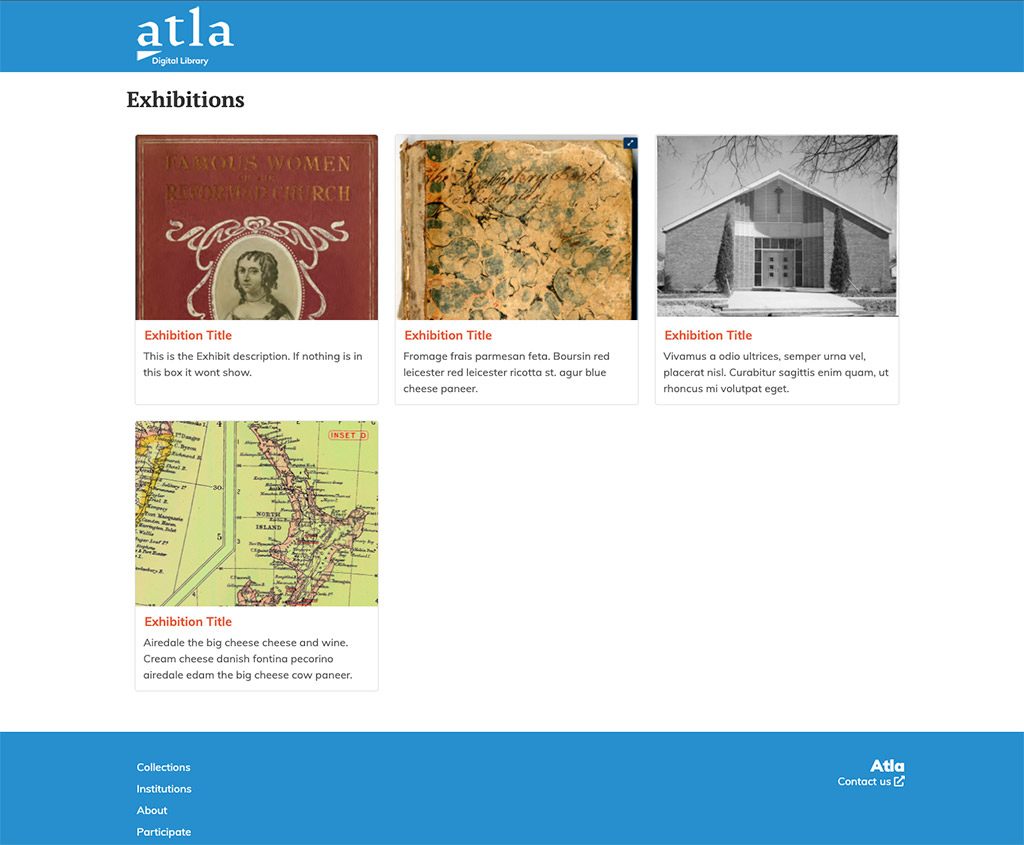 atla
Digital Library
Exhibitions
FAMOUS WOMEN
OF THE
REFORMED CHURCH
Exhibition Title
This is the Exhibit description. If nothing is in
this box it wont show.
Exhibition Title
Fromage frais parmesan feta. Boursin red
leicester red leicester ricotta st. agur blue
cheese paneer.
Exhibition Title
Vivamus a odio ultrices, semper urna vel,
placerat nisl. Curabitur sagittis enim quam, ut
rhoncus mi volutpat eget.
INSET D
NORTH
ISLAND
Exhibition Title
Airedale the big cheese cheese and wine.
Cream cheese danish fontina pecorino
airedale edam the big cheese cow paneer.
Collections
Institutions
About
Participate
Atla
Contact us